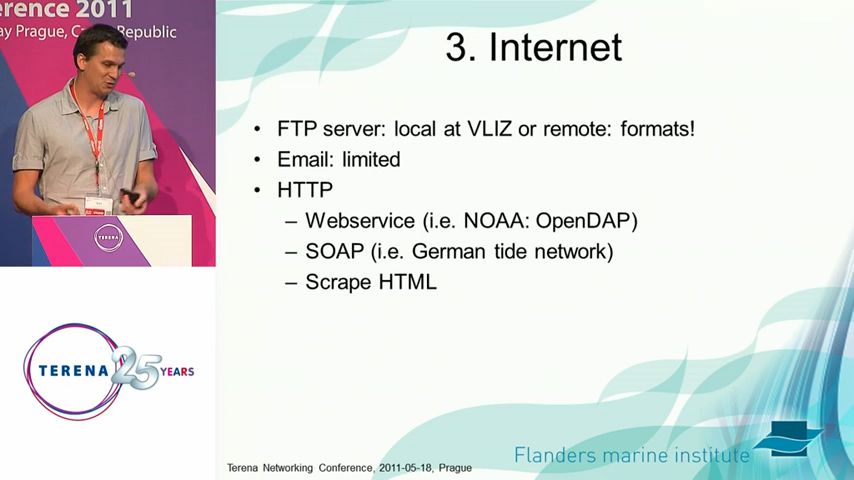 erence 2011
ay Prague, Czech Republic
TERENA
TERENA 25 YEARS
3. Internet
• FTP server: local at VLIZ or remote: formats!
• Email: limited
• HTTP
– Webservice (i.e. NOAA: OpenDAP)
– SOAP (i.e. German tide network)
– Scrape HTML
Terena Networking Conference, 2011-05-18, Prague
Flanders marine institute